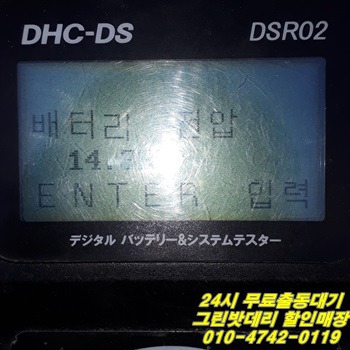 DHC-DS DSR02
배터리 전압
14.
ENTER 입력
デジタル バッテリー&システムテスター
24시 무료출동대기
그린밧데리 할인매장
010-4742-0119